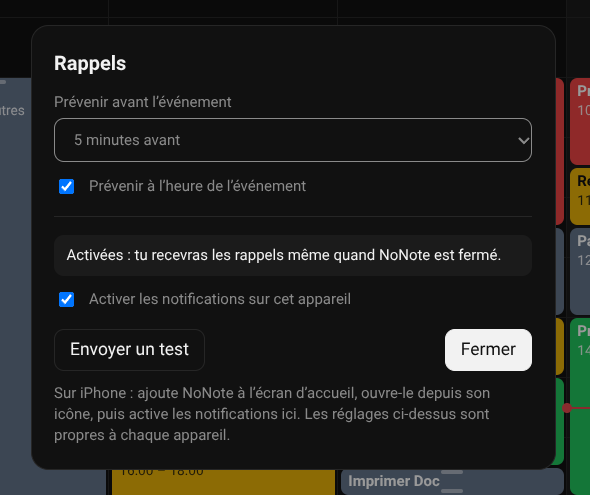 Rappels
Prévenir avant l’événement
5 minutes avant
Prévenir à l’heure de l’événement
Activées : tu recevras les rappels même quand NoNote est fermé.
Activer les notifications sur cet appareil
Envoyer un test
Fermer
Sur iPhone : ajoute NoNote à l’écran d’accueil, ouvre-le depuis son
icône, puis active les notifications ici. Les réglages ci-dessus sont
propres à chaque appareil.
10:00 – 18:00
Imprimer Doc